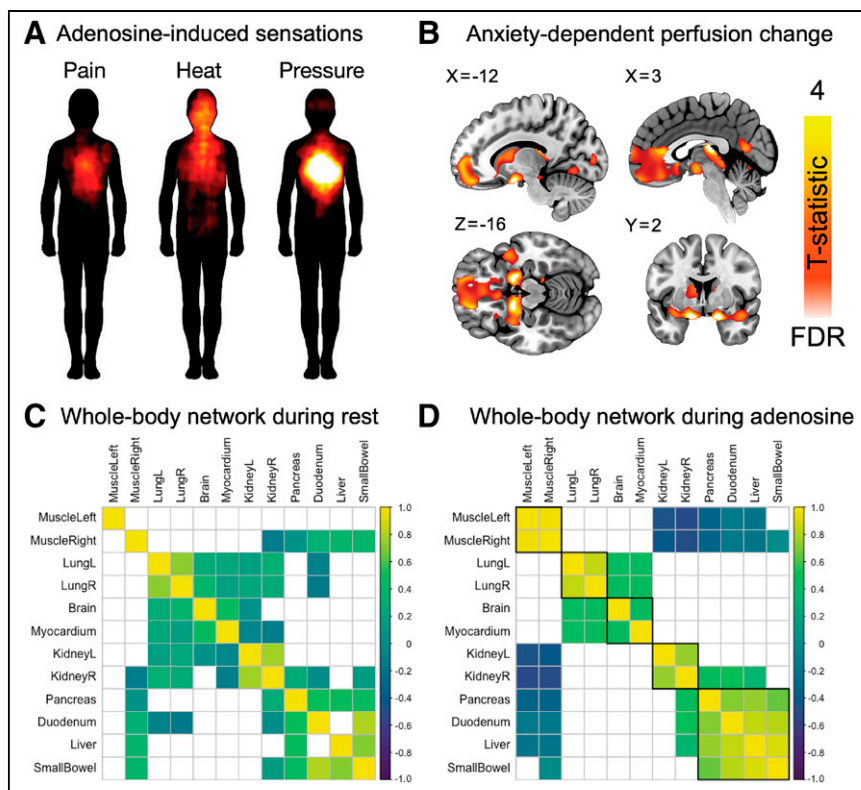 A Adenosine-induced sensations
Pain Heat Pressure
B Anxiety-dependent perfusion change
X=-12 X=3
Z=-16 Y=2
4
T-statistic
FDR
C Whole-body network during rest
MuscleLeft
MuscleRight
LungL
LungR
Brain
Myocardium
KidneyL
KidneyR
Pancreas
Duodenum
Liver
SmallBowel
MuscleLeft
MuscleRight
LungL
LungR
Brain
Myocardium
KidneyL
KidneyR
Pancreas
Duodenum
Liver
SmallBowel
1.0
0.8
0.6
0.4
0.2
0
-0.2
-0.4
-0.6
-0.8
-1.0
D Whole-body network during adenosine
MuscleLeft
MuscleRight
LungL
LungR
Brain
Myocardium
KidneyL
KidneyR
Pancreas
Duodenum
Liver
SmallBowel
MuscleLeft
MuscleRight
LungL
LungR
Brain
Myocardium
KidneyL
KidneyR
Pancreas
Duodenum
Liver
SmallBowel
1.0
0.8
0.6
0.4
0.2
0
-0.2
-0.4
-0.6
-0.8
-1.0